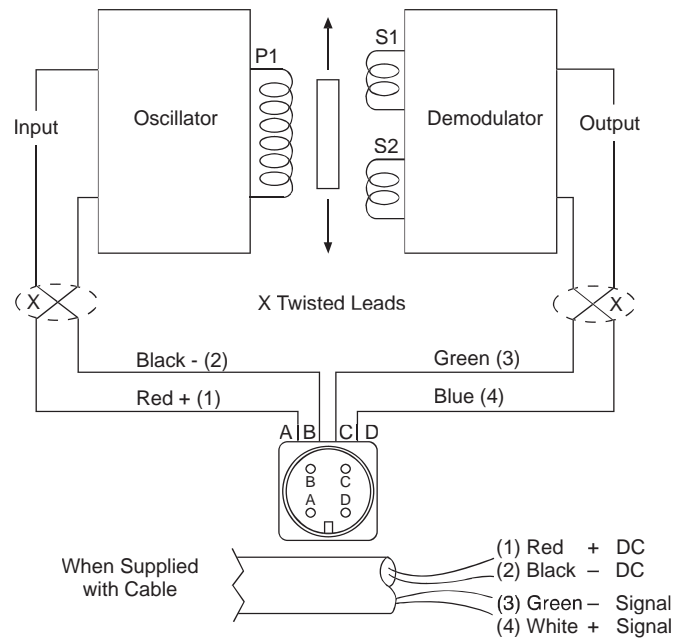 P1
S1
Input
Oscillator
Demodulator
Output
S2
X
X Twisted Leads
X
Black - (2)
Green (3)
Red + (1)
Blue (4)
A B C D
B C
A D
When Supplied
with Cable
(1) Red + DC
(2) Black – DC
(3) Green – Signal
(4) White + Signal